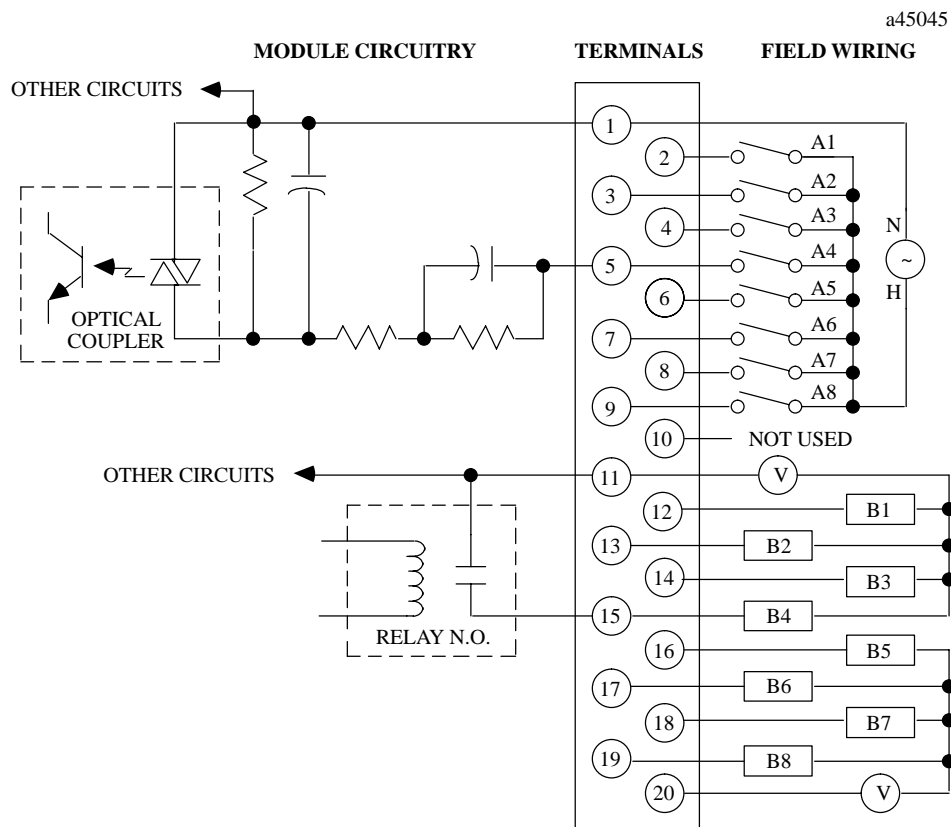 a45045
MODULE CIRCUITRY TERMINALS FIELD WIRING
OTHER CIRCUITS
1
2 A1
3 A2
4 A3
N
5 A4
~
6 A5
H
OPTICAL
COUPLER
7 A6
8 A7
9 A8
10 NOT USED
OTHER CIRCUITS 11 V
12 B1
13 B2
14 B3
15 B4
RELAY N.O.
16 B5
17 B6
18 B7
19 B8
20 V